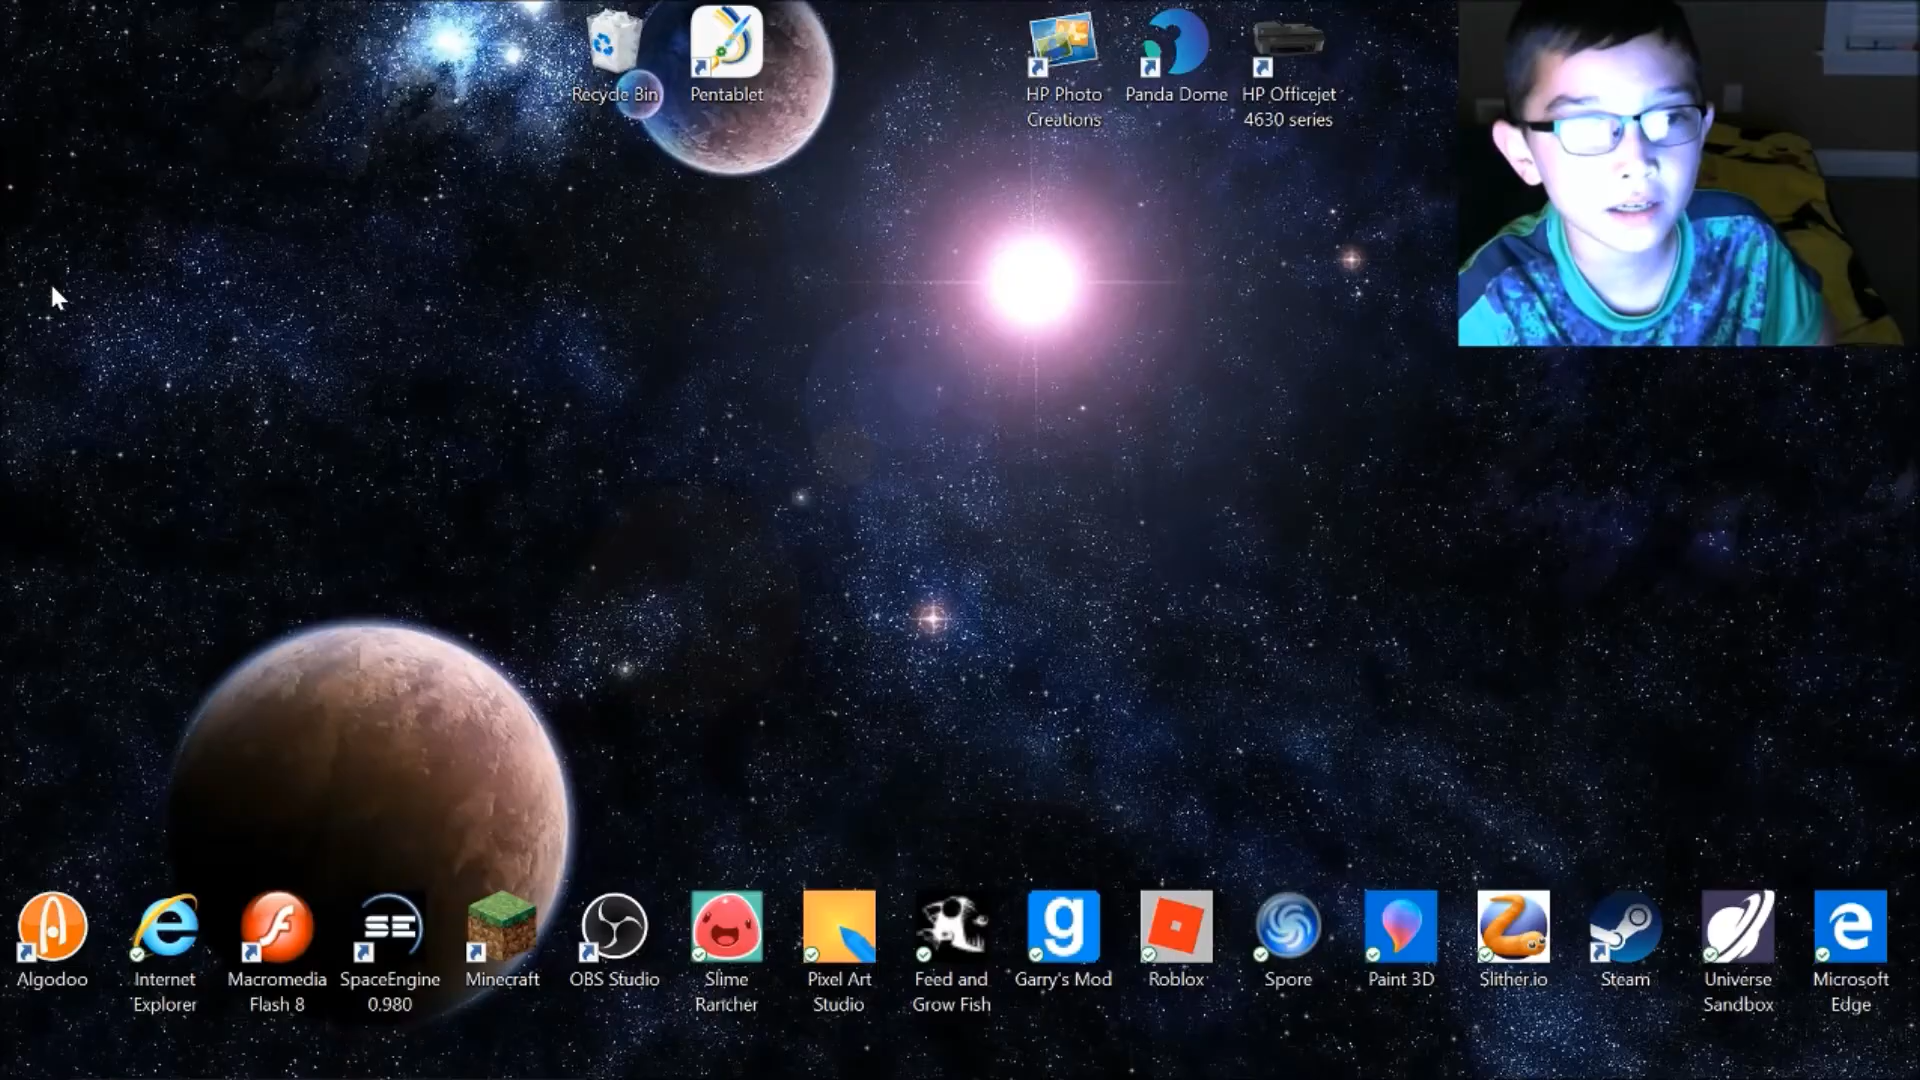 Recycle Bin
Pentablet
HP Photo
Creations
Panda Dome
HP Officejet
4630 series
SE
g
Algodoo
Internet
Explorer
Macromedia
Flash 8
SpaceEngine
0.980
Minecraft
OBS Studio
Slime
Rancher
Pixel Art
Studio
Feed and
Grow Fish
Garry's Mod
Roblox
Spore
Paint 3D
Slither.io
Steam
Universe
Sandbox
Microsoft
Edge